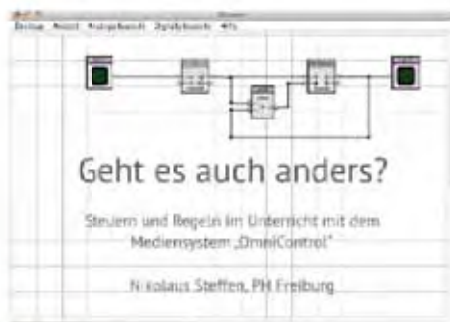 Geht es auch anders?
Steuern und Regeln im Unterricht mit dem
Mediensystem „OmniControl"
Nikolaus Steffen, PH Freiburg